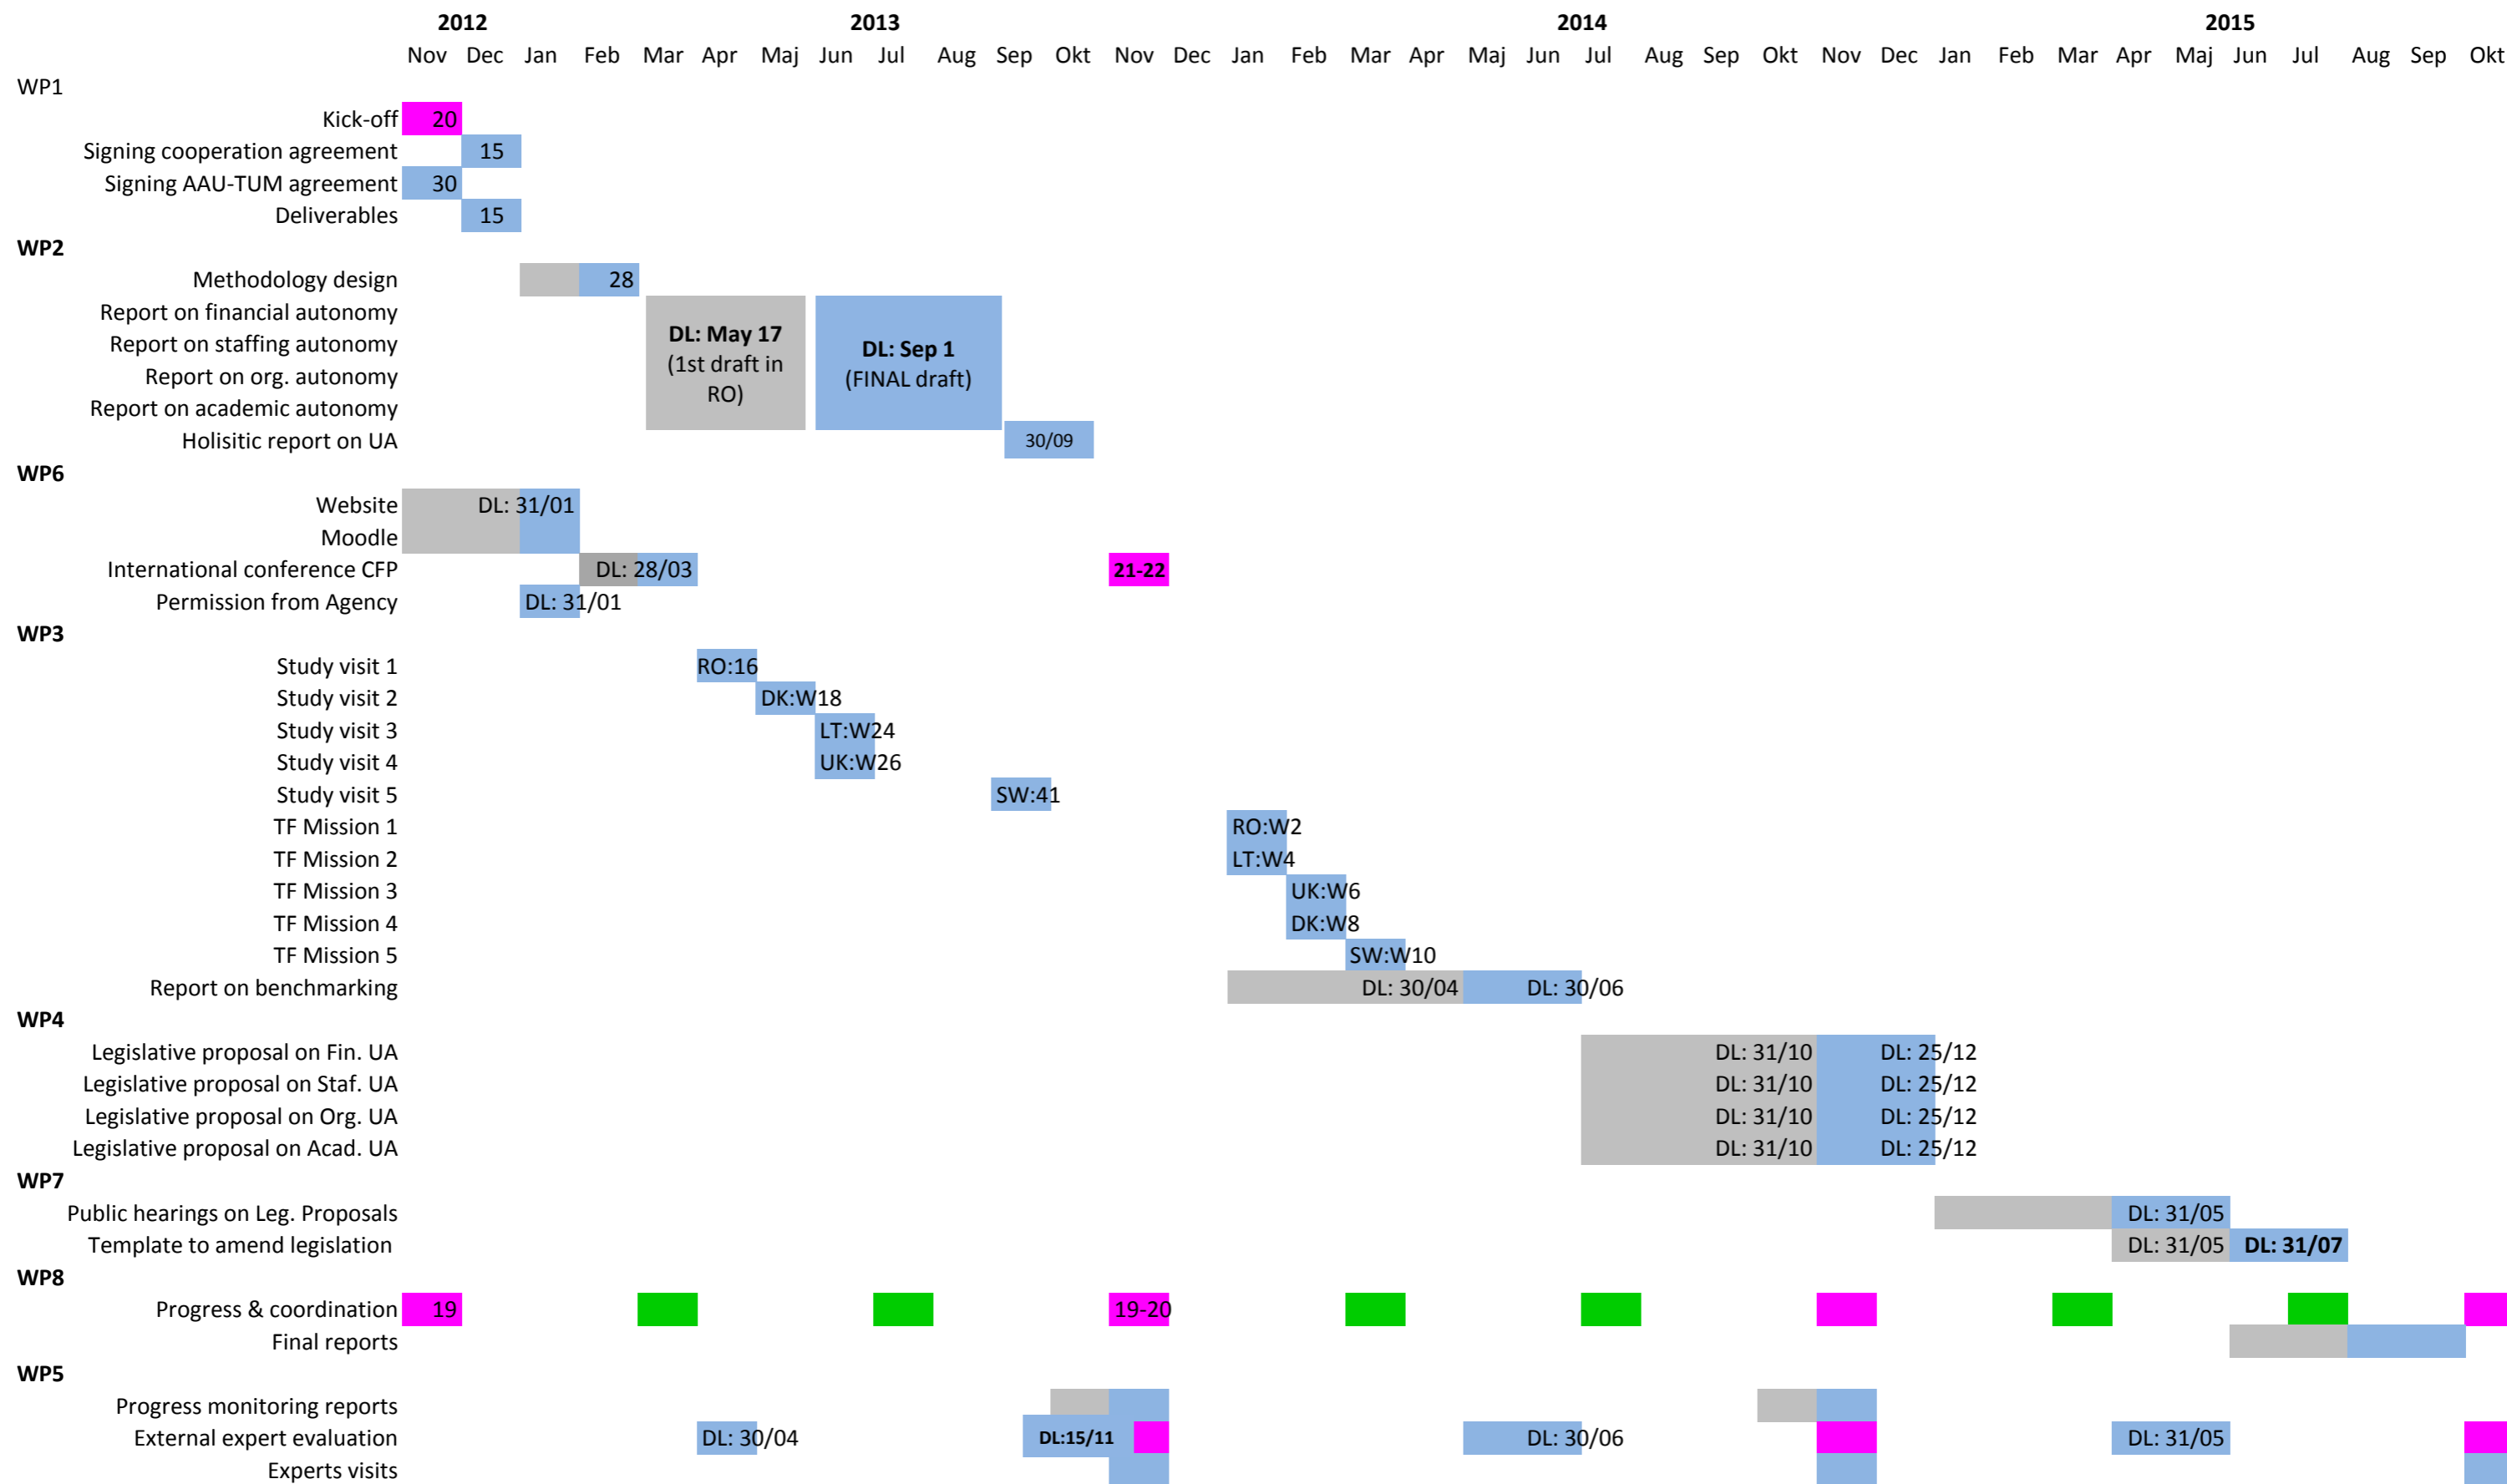 2012 2013 2014 2015
Nov Dec Jan Feb Mar Apr Maj Jun Jul Aug Sep Okt Nov Dec Jan Feb Mar Apr Maj Jun Jul Aug Sep Okt Nov Dec Jan Feb Mar Apr Maj Jun Jul Aug Sep Okt
WP1
Kick-off 20
Signing cooperation agreement 15
Signing AAU-TUM agreement 30
Deliverables 15
WP2
Methodology design 28
Report on financial autonomy
Report on staffing autonomy
Report on org. autonomy
Report on academic autonomy
DL: May 17
(1st draft in
RO)
DL: Sep 1
(FINAL draft)
Holisitic report on UA 30/09
WP6
Website DL: 31/01
Moodle
International conference CFP DL: 28/03 21-22
Permission from Agency DL: 31/01
WP3
Study visit 1 RO:16
Study visit 2 DK:W18
Study visit 3 LT:W24
Study visit 4 UK:W26
Study visit 5 SW:41
TF Mission 1 RO:W2
TF Mission 2 LT:W4
TF Mission 3 UK:W6
TF Mission 4 DK:W8
TF Mission 5 SW:W10
Report on benchmarking DL: 30/04 DL: 30/06
WP4
Legislative proposal on Fin. UA DL: 31/10 DL: 25/12
Legislative proposal on Staf. UA DL: 31/10 DL: 25/12
Legislative proposal on Org. UA DL: 31/10 DL: 25/12
Legislative proposal on Acad. UA DL: 31/10 DL: 25/12
WP7
Public hearings on Leg. Proposals DL: 31/05
Template to amend legislation DL: 31/05 DL: 31/07
WP8
Progress & coordination 19 19-20
Final reports
WP5
Progress monitoring reports
External expert evaluation DL: 30/04 DL:15/11 DL: 30/06 DL: 31/05
Experts visits